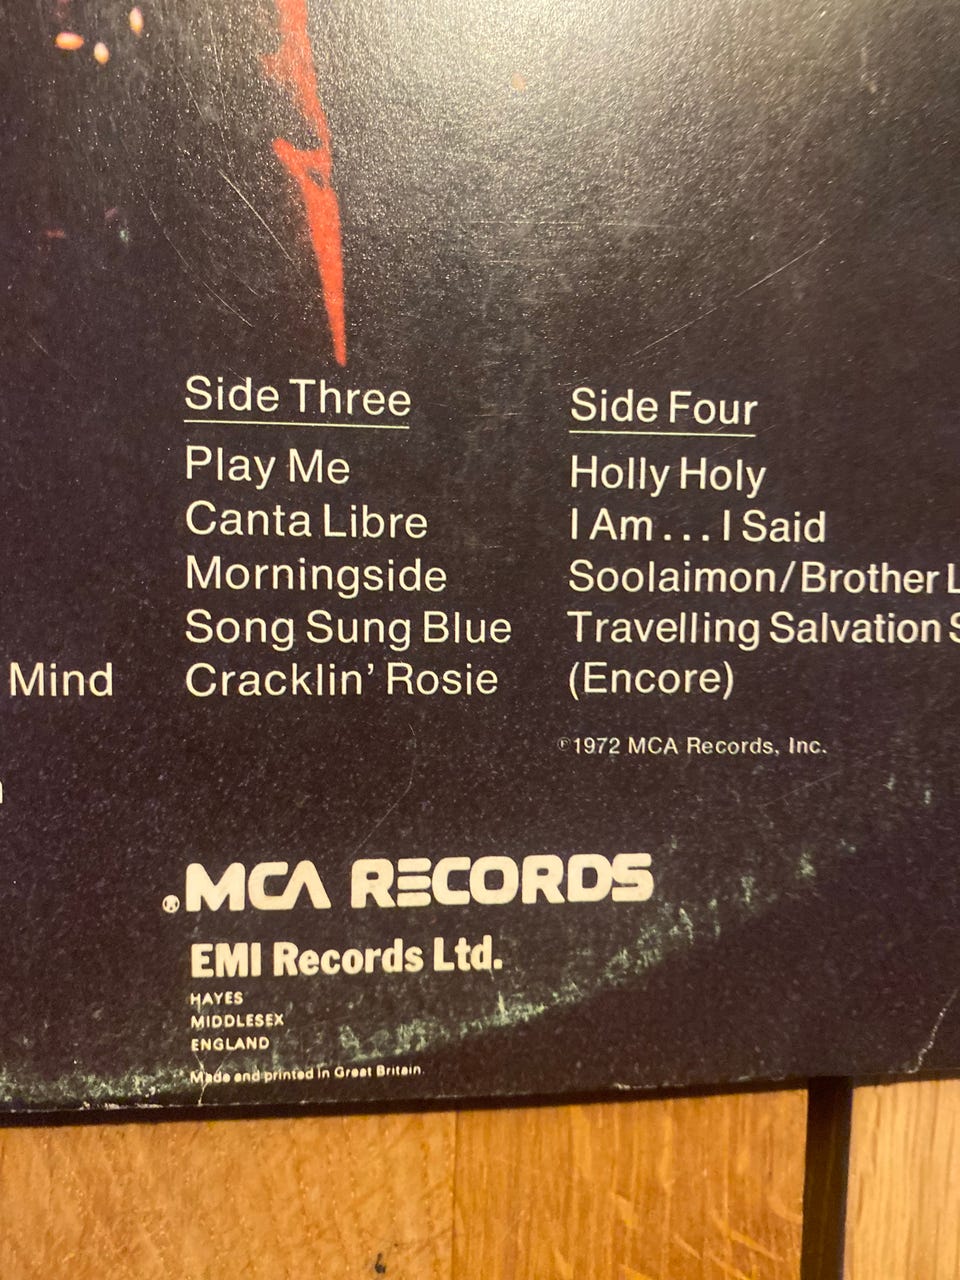 Side Three
Play Me
Canta Libre
Morningside
Song Sung Blue
Cracklin' Rosie
Mind
Side Four
Holly Holy
I Am...I Said
Soolaimon/Brother L
Travelling Salvation S
(Encore)
℗1972 MCA Records, Inc.
® MCA RECORDS
EMI Records Ltd.
HAYES
MIDDLESEX
ENGLAND
Made and printed in Great Britain.